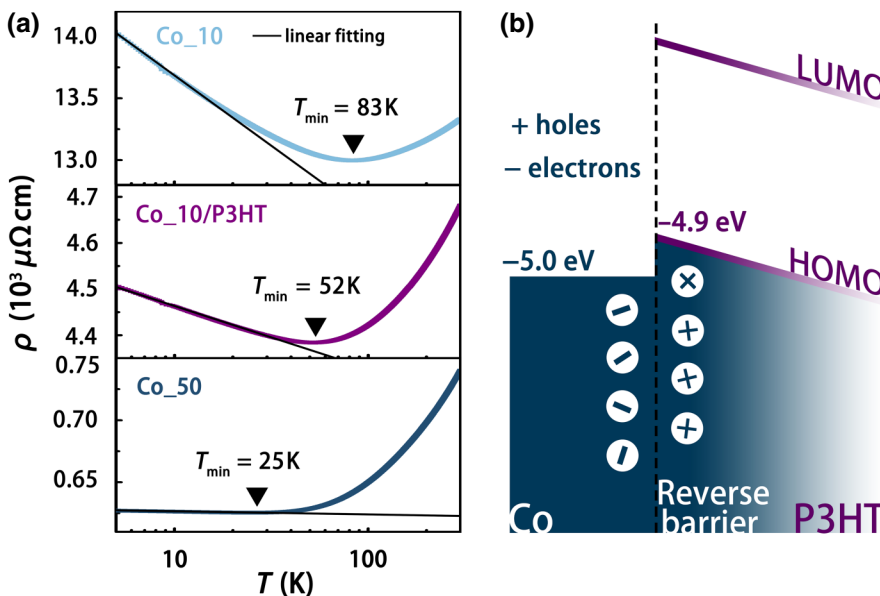 (a)
Co_10
— linear fitting
14.0
13.5
13.0
T_min = 83K
Co_10/P3HT
4.7
4.6
4.5
4.4
T_min = 52K
Co_50
0.75
0.70
0.65
T_min = 25K
ρ (10³ μΩ cm)
10
100
T (K)
(b)
LUMO
+ holes
− electrons
−4.9 eV
−5.0 eV
HOMO
Co
Reverse
barrier
P3HT